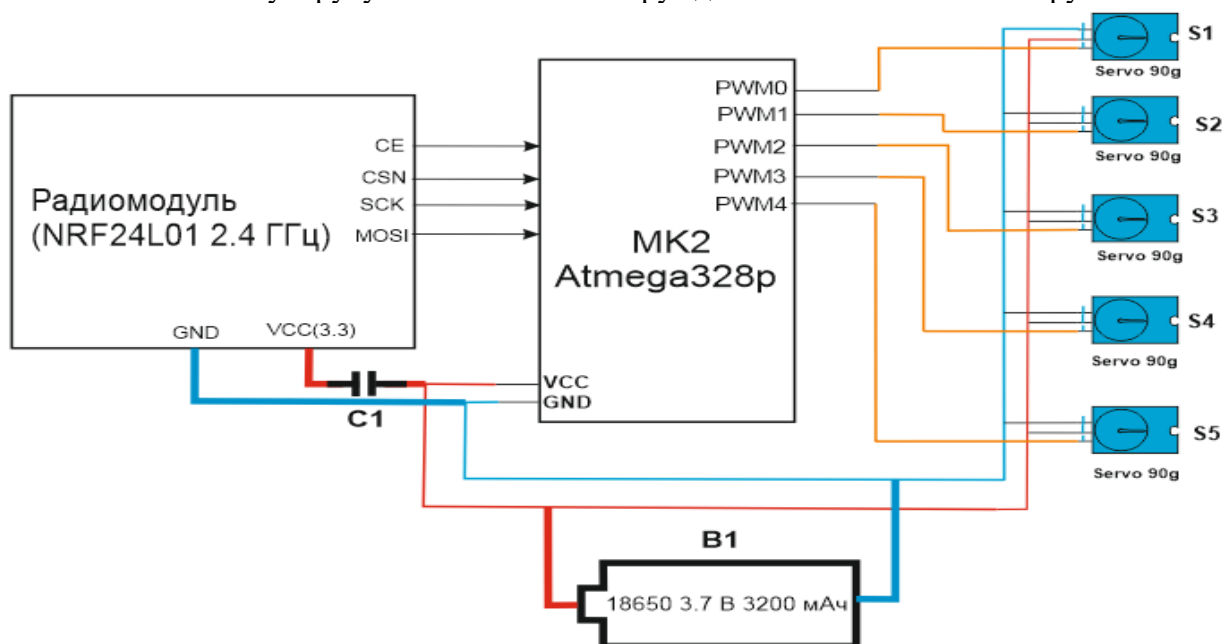 S1
Servo 90g
PWM0
PWM1
S2
CE
PWM2
Servo 90g
CSN
PWM3
Радиомодуль
SCK
PWM4
(NRF24L01 2.4 ГГц)
MOSI
S3
МК2
Atmega328p
Servo 90g
GND
VCC(3.3)
S4
Servo 90g
VCC
C1
GND
S5
Servo 90g
B1
18650 3.7 В 3200 мАч